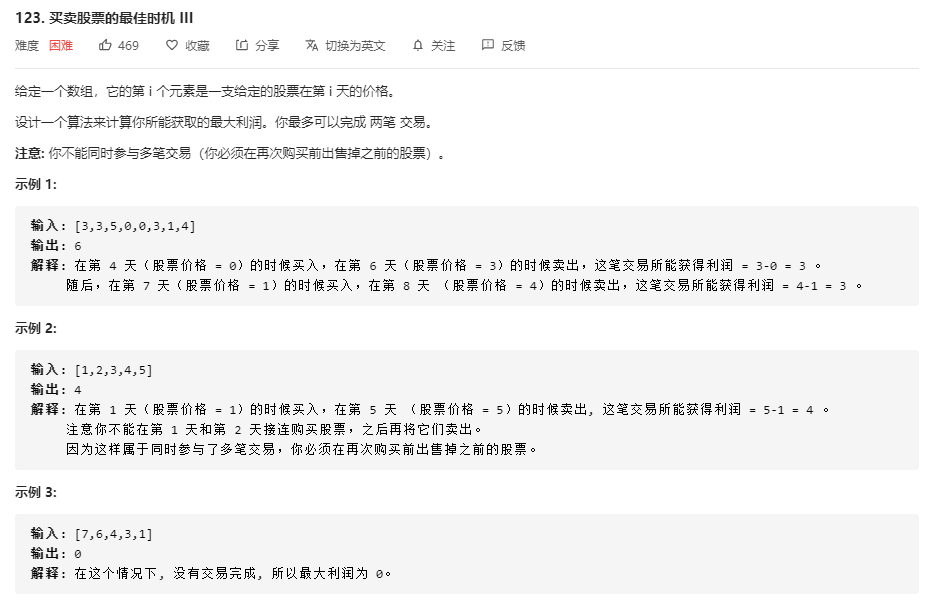 123. 买卖股票的最佳时机 III
难度 困难 469 收藏 分享 切换为英文 关注 反馈
给定一个数组，它的第 i 个元素是一支给定的股票在第 i 天的价格。
设计一个算法来计算你所能获取的最大利润。你最多可以完成 两笔 交易。
注意: 你不能同时参与多笔交易（你必须在再次购买前出售掉之前的股票）。
示例 1:
输入: [3,3,5,0,0,3,1,4]
输出: 6
解释: 在第 4 天（股票价格 = 0）的时候买入，在第 6 天（股票价格 = 3）的时候卖出，这笔交易所能获得利润 = 3-0 = 3 。
随后，在第 7 天（股票价格 = 1）的时候买入，在第 8 天 （股票价格 = 4）的时候卖出，这笔交易所能获得利润 = 4-1 = 3 。
示例 2:
输入: [1,2,3,4,5]
输出: 4
解释: 在第 1 天（股票价格 = 1）的时候买入，在第 5 天 （股票价格 = 5）的时候卖出, 这笔交易所能获得利润 = 5-1 = 4 。
注意你不能在第 1 天和第 2 天接连购买股票，之后再将它们卖出。
因为这样属于同时参与了多笔交易，你必须在再次购买前出售掉之前的股票。
示例 3:
输入: [7,6,4,3,1]
输出: 0
解释: 在这个情况下, 没有交易完成, 所以最大利润为 0。